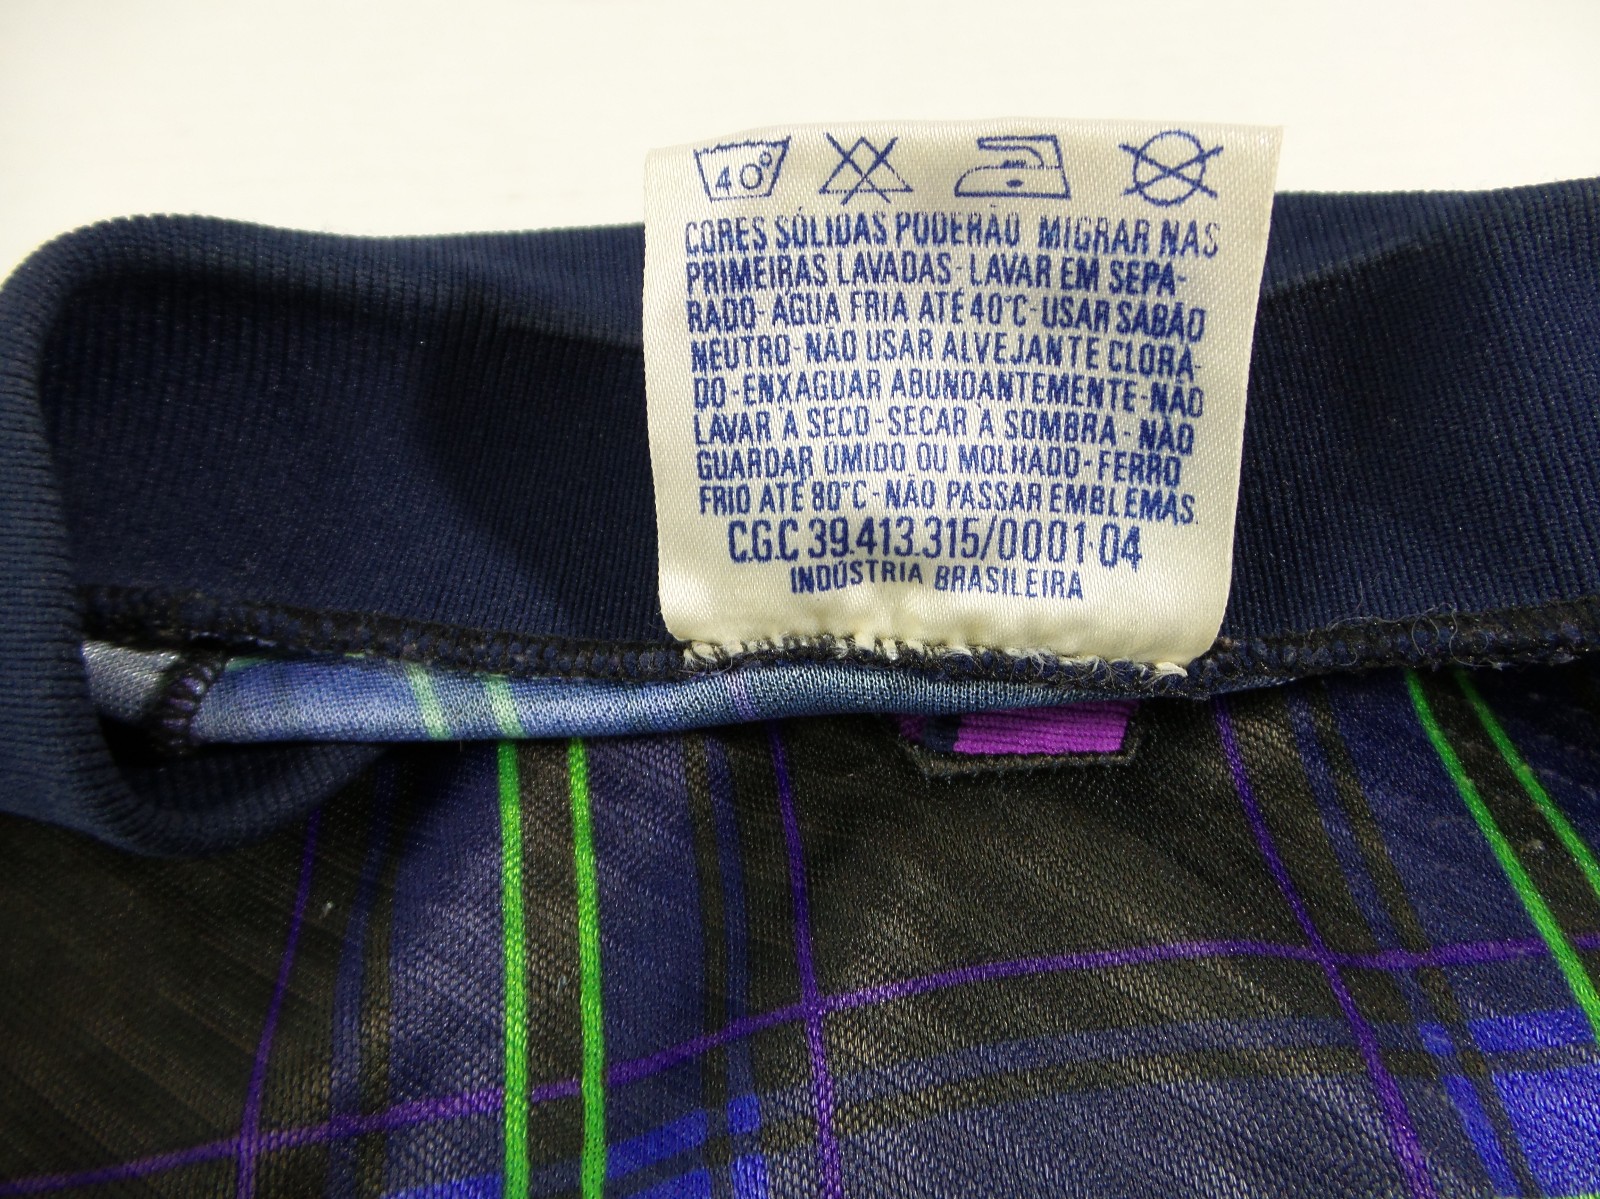 40°
CORES SÓLIDAS PODERÃO MIGRAR NAS
PRIMEIRAS LAVADAS-LAVAR EM SEPA-
RADO-ÁGUA FRIA ATÉ 40°C-USAR SABÃO
NEUTRO-NÃO USAR ALVEJANTE CLORA-
DO-ENXAGUAR ABUNDANTEMENTE-NÃO
LAVAR A SECO-SECAR À SOMBRA-NÃO
GUARDAR ÚMIDO OU MOLHADO-FERRO
FRIO ATÉ 80°C-NÃO PASSAR EMBLEMAS.
C.G.C 39.413.315/0001-04
INDÚSTRIA BRASILEIRA